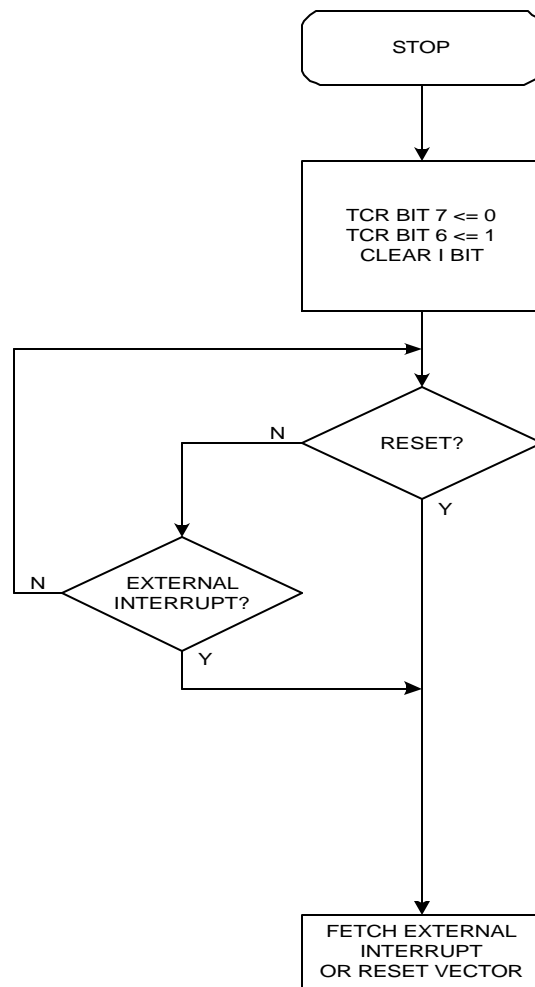 STOP
TCR BIT 7 <= 0
TCR BIT 6 <= 1
CLEAR I BIT
N
RESET?
Y
N
EXTERNAL
INTERRUPT?
Y
FETCH EXTERNAL
INTERRUPT
OR RESET VECTOR